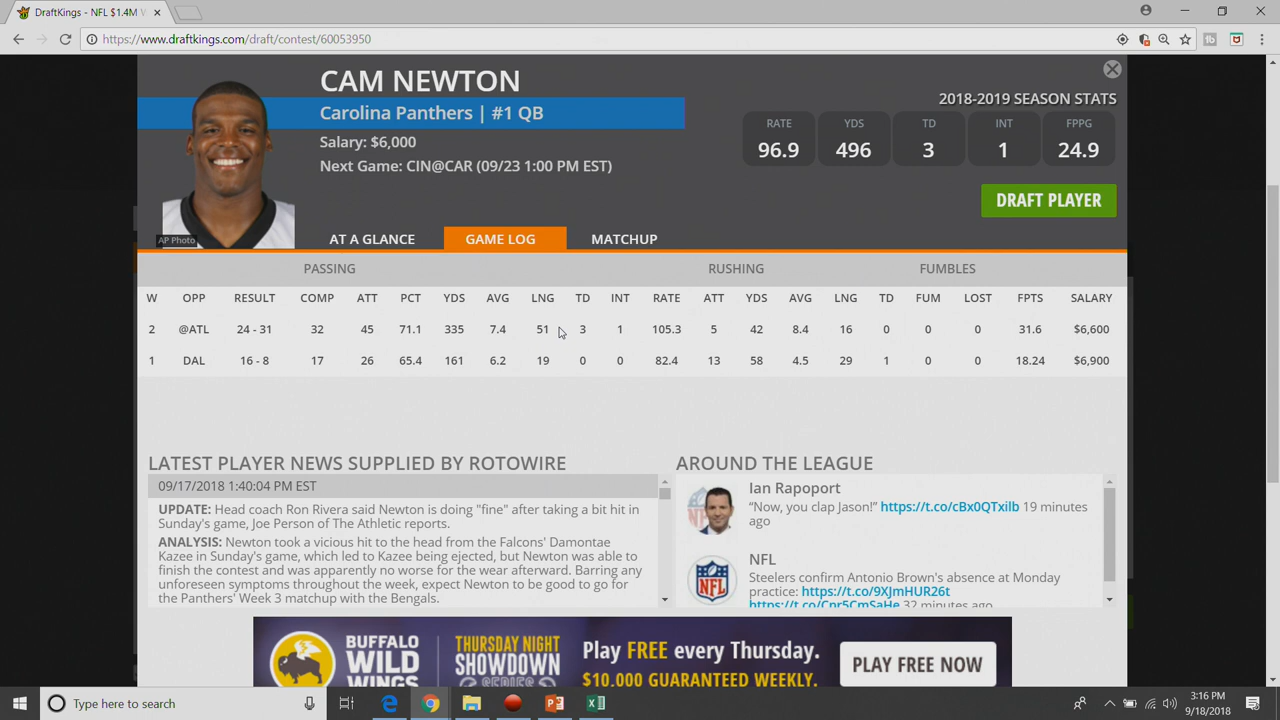 DraftKings - NFL $1.4M W
https://www.draftkings.com/draft/contest/60053950
CAM NEWTON
Carolina Panthers | #1 QB
Salary: $6,000
Next Game: CIN@CAR (09/23 1:00 PM EST)
AP Photo
2018-2019 SEASON STATS
RATE YDS TD INT FPPG
96.9 496 3 1 24.9
DRAFT PLAYER
AT A GLANCE GAME LOG MATCHUP
PASSING RUSHING FUMBLES
W OPP RESULT COMP ATT PCT YDS AVG LNG TD INT RATE ATT YDS AVG LNG TD FUM LOST FPTS SALARY
2 @ATL 24 - 31 32 45 71.1 335 7.4 51 3 1 105.3 5 42 8.4 16 0 0 0 31.6 $6,600
1 DAL 16 - 8 17 26 65.4 161 6.2 19 0 0 82.4 13 58 4.5 29 1 0 0 18.24 $6,900
LATEST PLAYER NEWS SUPPLIED BY ROTOWIRE
09/17/2018 1:40:04 PM EST
UPDATE: Head coach Ron Rivera said Newton is doing "fine" after taking a bit hit in
Sunday's game, Joe Person of The Athletic reports.
ANALYSIS: Newton took a vicious hit to the head from the Falcons' Damontae
Kazee in Sunday's game, which led to Kazee being ejected, but Newton was able to
finish the contest and was apparently no worse for the wear afterward. Barring any
unforeseen symptoms throughout the week, expect Newton to be good to go for
the Panthers' Week 3 matchup with the Bengals.
AROUND THE LEAGUE
Ian Rapoport
“Now, you clap Jason!” https://t.co/cBx0QTxilb 19 minutes
ago
NFL
Steelers confirm Antonio Brown's absence at Monday
practice: https://t.co/9XJmHUR26t
https://t.co/Cnr5CmSaHe 32 minutes ago
BUFFALO
WILD
WINGS
THURSDAY NIGHT
SHOWDOWN
SERIES
Play FREE every Thursday.
$10,000 GUARANTEED WEEKLY.
PLAY FREE NOW
Type here to search
3:16 PM
9/18/2018